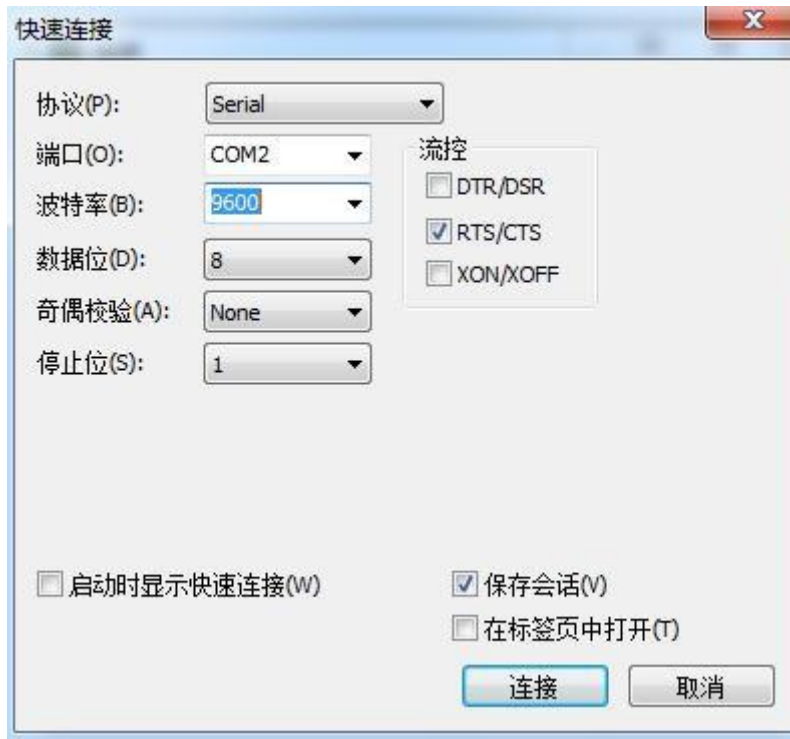 快速连接
协议(P): Serial
端口(O): COM2
流控
DTR/DSR
波特率(B): 9600
RTS/CTS
数据位(D): 8
XON/XOFF
奇偶校验(A): None
停止位(S): 1
启动时显示快速连接(W)
保存会话(V)
在标签页中打开(T)
连接 取消